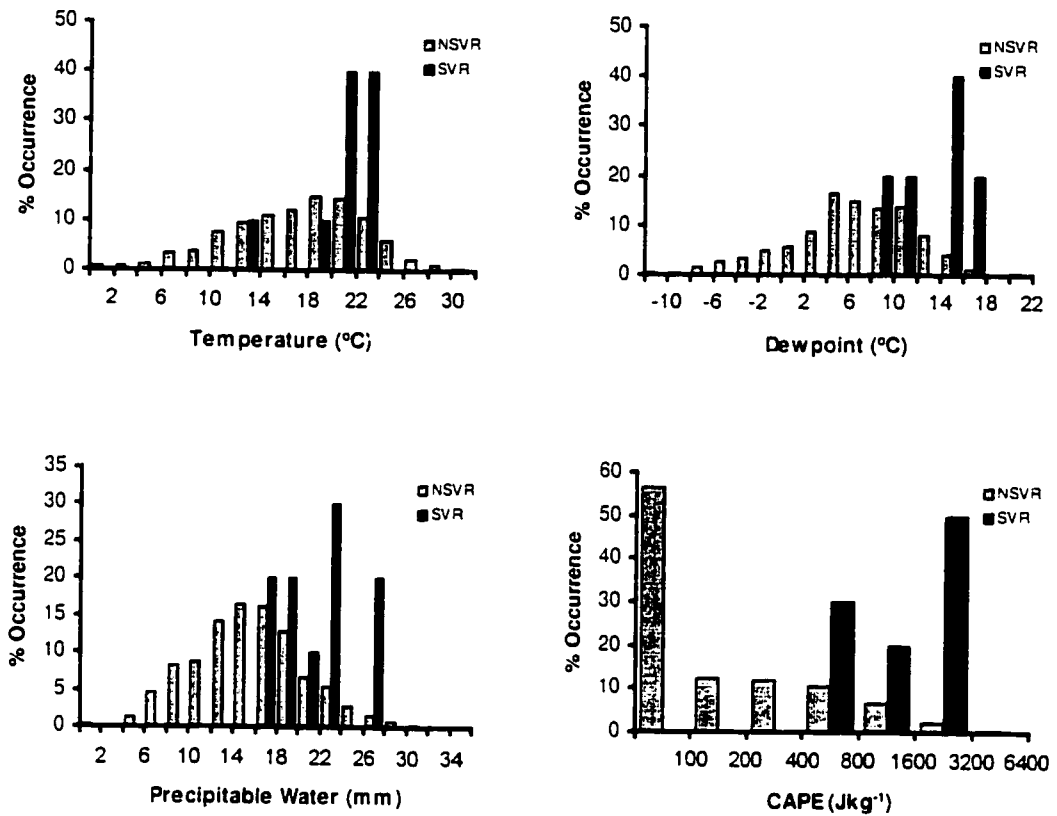 50
40
30
20
10
0
% Occurrence
NSVR
SVR
2 6 10 14 18 22 26 30
Temperature (ºC)
50
40
30
20
10
0
% Occurrence
NSVR
SVR
-10 -6 -2 2 6 10 14 18 22
Dewpoint (ºC)
35
30
25
20
15
10
5
0
% Occurrence
NSVR
SVR
2 6 10 14 18 22 26 30 34
Precipitable Water (mm)
60
50
40
30
20
10
0
% Occurrence
NSVR
SVR
100 200 400 800 1600 3200 6400
CAPE (Jkg⁻¹)